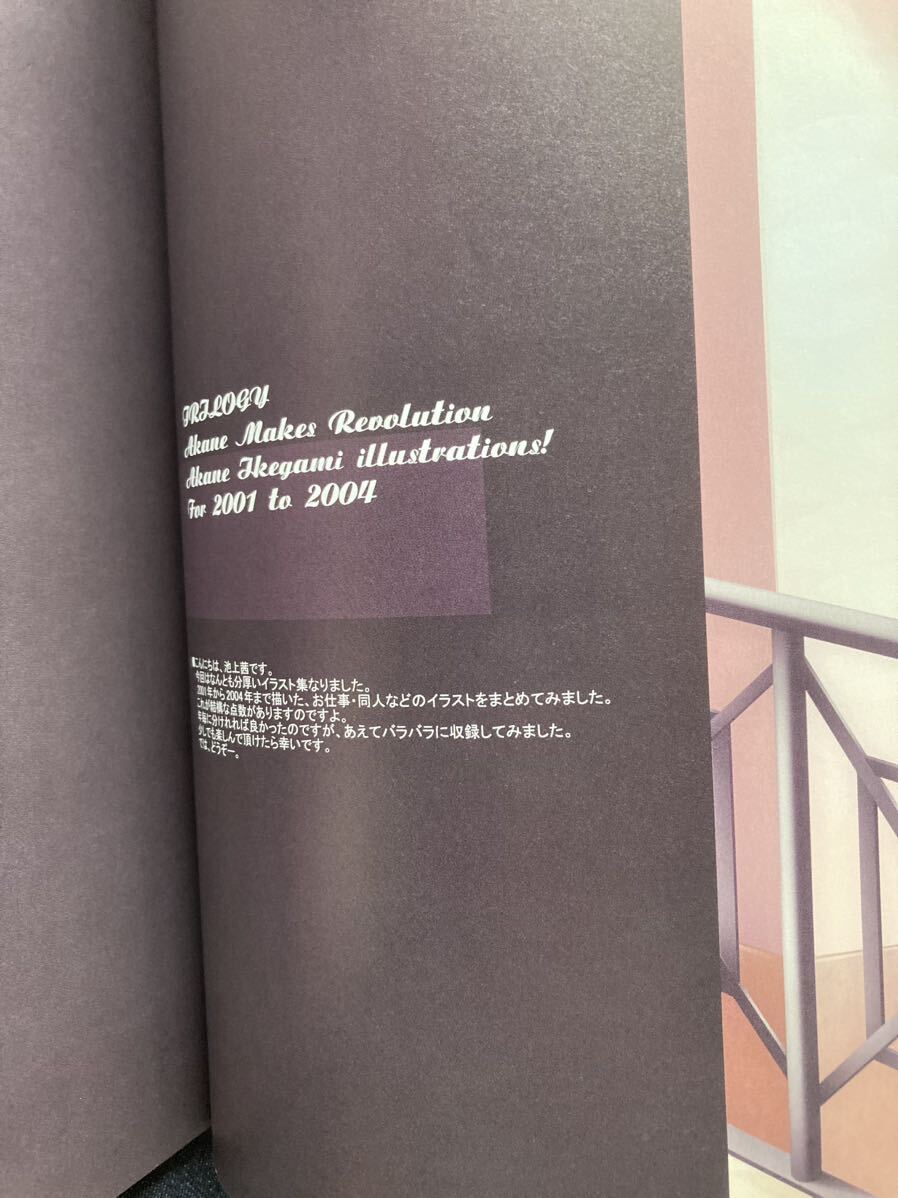 TRILOGY
Akane Makes Revolution
Akane Ikegami illustrations!
For 2001 to 2004
■こんにちは、池上茜です。
今回はなんとも分厚いイラスト集なりました。
2001年から2004年まで描いた、お仕事・同人などのイラストをまとめてみました。
これが結構な点数がありますのですよ。
年毎に分ければ良かったのですが、あえてバラバラに収録してみました。
少しでも楽しんで頂けたら幸いです。
では、どうぞー。